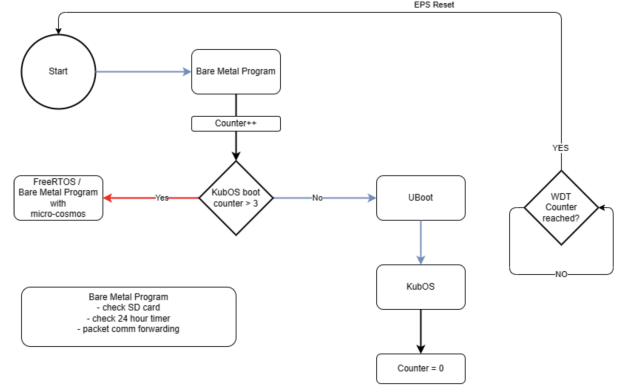 EPS Reset
Start
Bare Metal Program
Counter++
YES
FreeRTOS /
Bare Metal Program
with
micro-cosmos
Yes
KubOS boot
counter > 3
No
UBoot
WDT
Counter
reached?
NO
KubOS
Bare Metal Program
- check SD card
- check 24 hour timer
- packet comm forwarding
Counter = 0